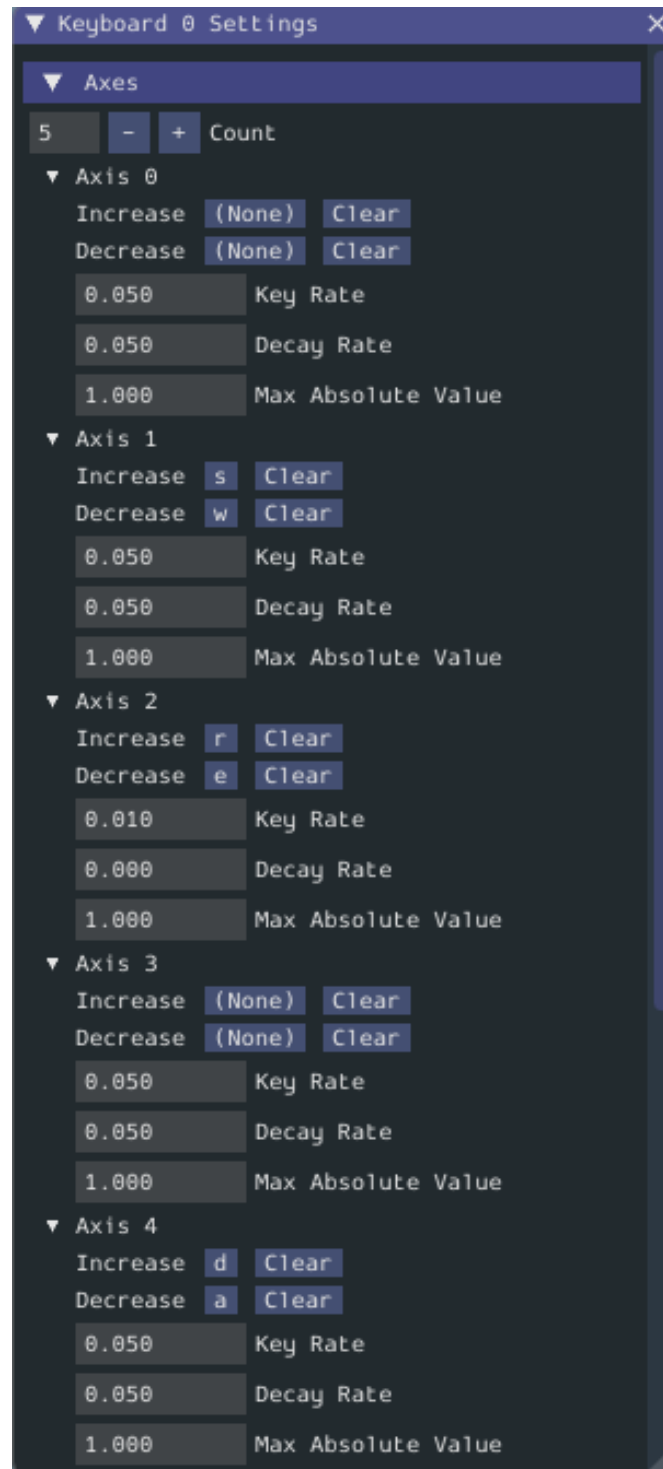 Keyboard 0 Settings
Axes
5 - + Count
Axis 0
Increase (None) Clear
Decrease (None) Clear
0.050 Key Rate
0.050 Decay Rate
1.000 Max Absolute Value
Axis 1
Increase s Clear
Decrease w Clear
0.050 Key Rate
0.050 Decay Rate
1.000 Max Absolute Value
Axis 2
Increase r Clear
Decrease e Clear
0.010 Key Rate
0.000 Decay Rate
1.000 Max Absolute Value
Axis 3
Increase (None) Clear
Decrease (None) Clear
0.050 Key Rate
0.050 Decay Rate
1.000 Max Absolute Value
Axis 4
Increase d Clear
Decrease a Clear
0.050 Key Rate
0.050 Decay Rate
1.000 Max Absolute Value